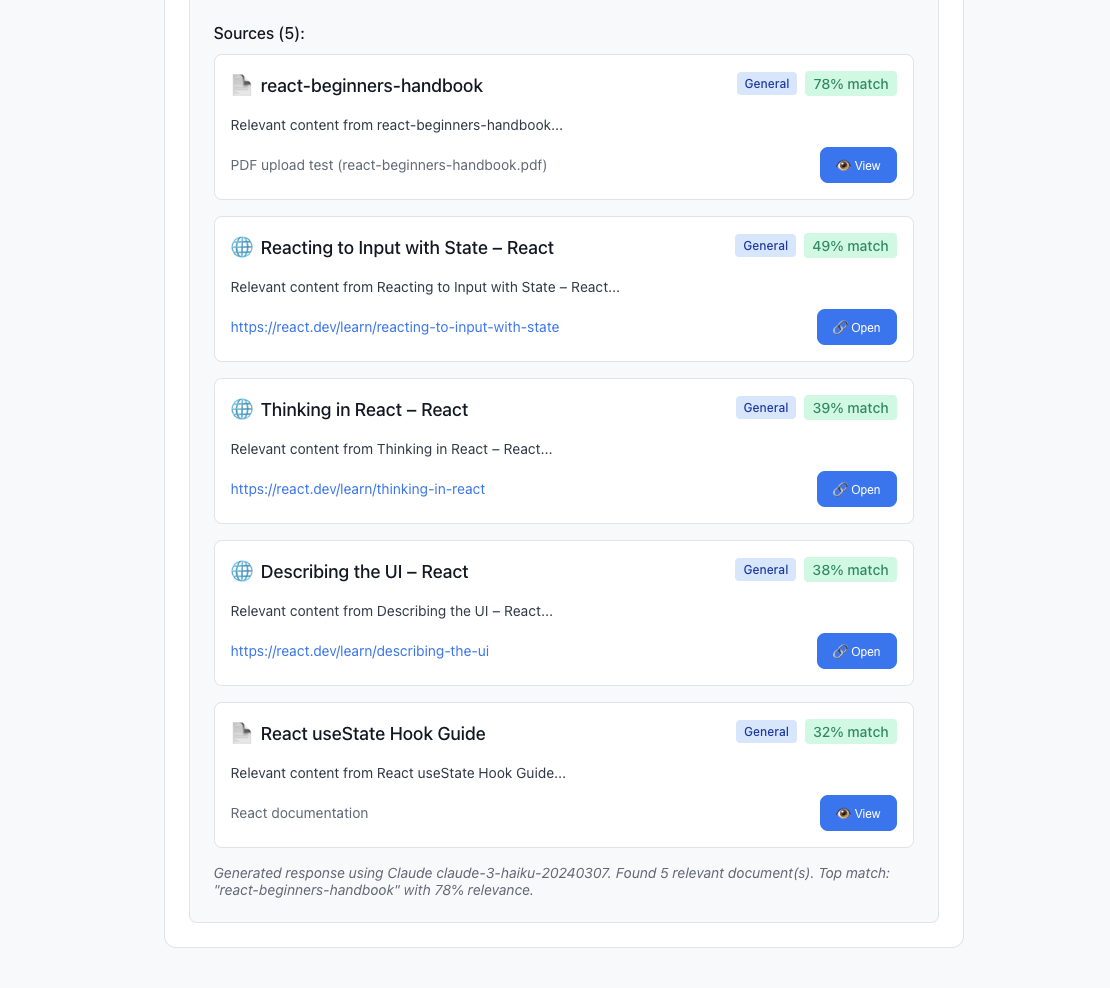 Sources (5):
react-beginners-handbook
General
78% match
Relevant content from react-beginners-handbook...
PDF upload test (react-beginners-handbook.pdf)
View
Reacting to Input with State – React
General
49% match
Relevant content from Reacting to Input with State – React...
https://react.dev/learn/reacting-to-input-with-state
Open
Thinking in React – React
General
39% match
Relevant content from Thinking in React – React...
https://react.dev/learn/thinking-in-react
Open
Describing the UI – React
General
38% match
Relevant content from Describing the UI – React...
https://react.dev/learn/describing-the-ui
Open
React useState Hook Guide
General
32% match
Relevant content from React useState Hook Guide...
React documentation
View
Generated response using Claude claude-3-haiku-20240307. Found 5 relevant document(s). Top match:
"react-beginners-handbook" with 78% relevance.